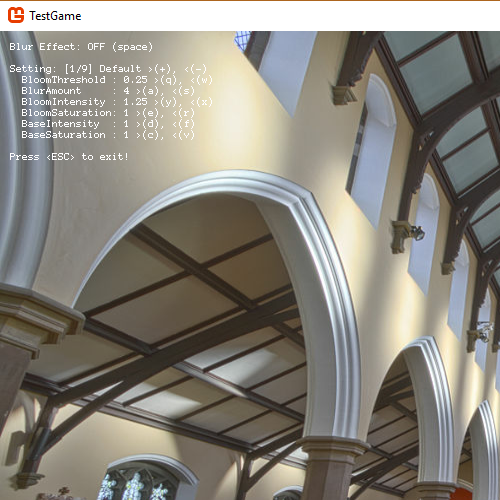 TestGame
Blur Effect: OFF (space)
Setting: [1/9] Default >(+), <(-)
BloomThreshold : 0.25 >(q), <(w)
BlurAmount     : 4 >(a), <(s)
BloomIntensity : 1.25 >(y), <(x)
BloomSaturation: 1 >(e), <(r)
BaseIntensity  : 1 >(d), <(f)
BaseSaturation : 1 >(c), <(v)
Press <ESC> to exit!